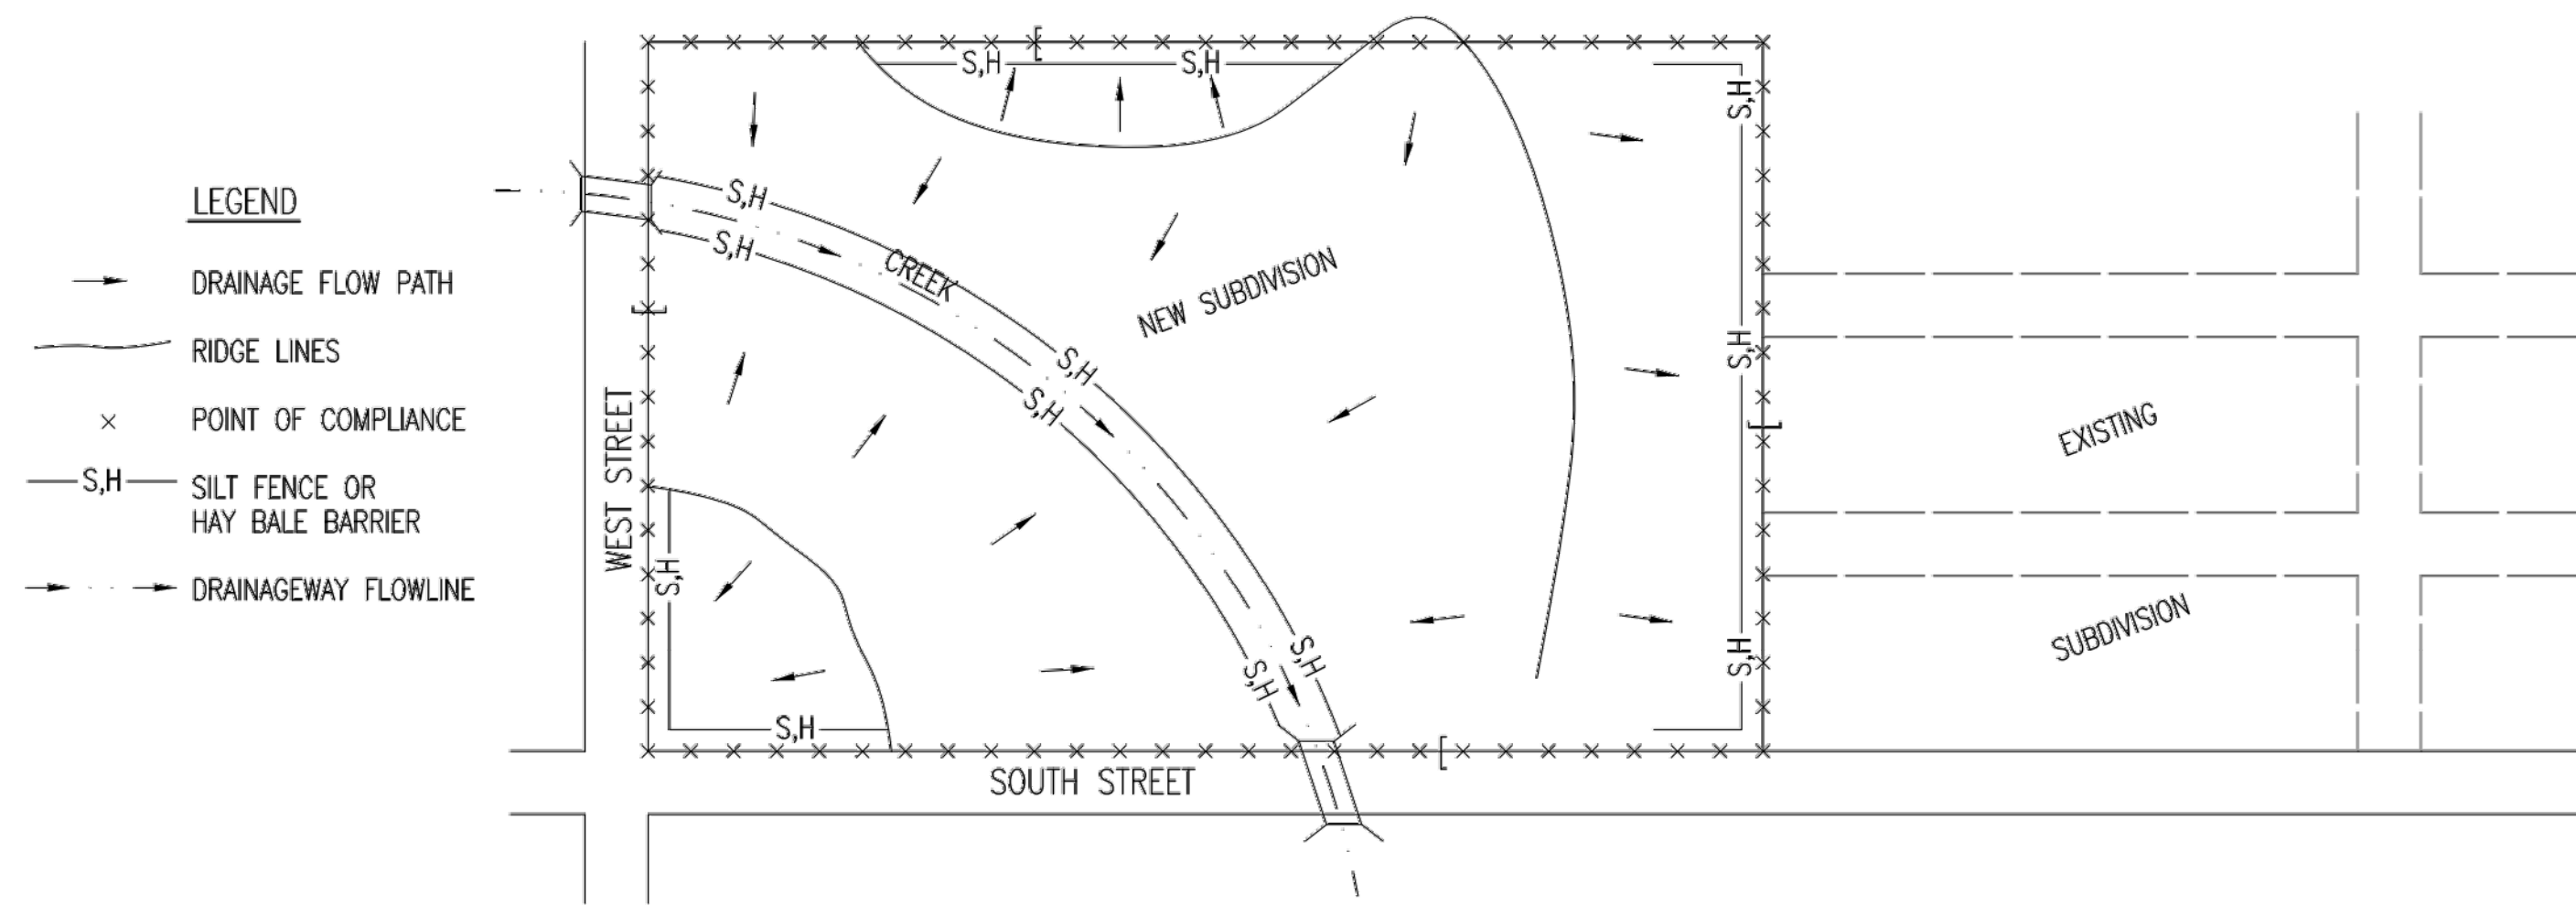 LEGEND
DRAINAGE FLOW PATH
RIDGE LINES
POINT OF COMPLIANCE
S,H
SILT FENCE OR
HAY BALE BARRIER
DRAINAGEWAY FLOWLINE
S,H
S,H
S,H
S,H
S,H
CREEK
NEW SUBDIVISION
S,H
S,H
S,H
WEST STREET
S,H
S,H
S,H
S,H
S,H
SOUTH STREET
EXISTING
SUBDIVISION